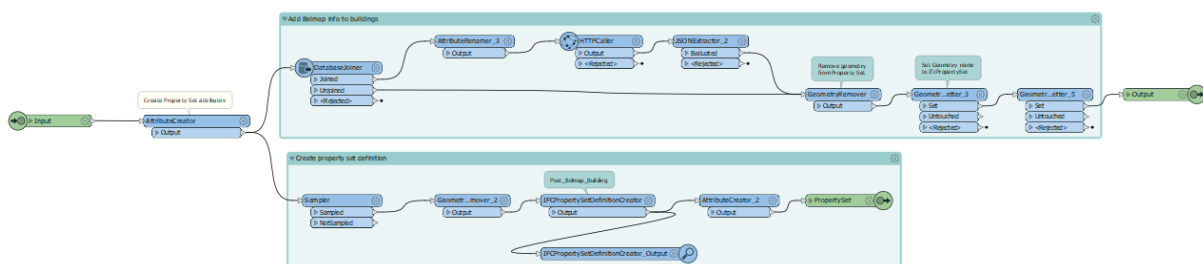 Add Belmap info to buildings
AttributeRenamer_3
Output
HTTPCaller
Output
<Rejected>
JSONExtractor_2
Evaluated
<Rejected>
DatabaseJoiner
Joined
Unjoined
<Rejected>
Remove geometry
from Property Set
GeometryRemover
Output
Set Geometry name
to IfcPropertySet
Geometr...etter_3
Set
Untouched
<Rejected>
Geometr...etter_5
Set
Untouched
<Rejected>
Output
Create Property Set attributes
Input
AttributeCreator
Output
Create property set definition
Pset_Belmap_Building
Sampler
Sampled
NotSampled
Geometr...mover_2
Output
IFCPropertySetDefinitionCreator
Output
AttributeCreator_2
Output
PropertySet
IFCPropertySetDefinitionCreator_Output